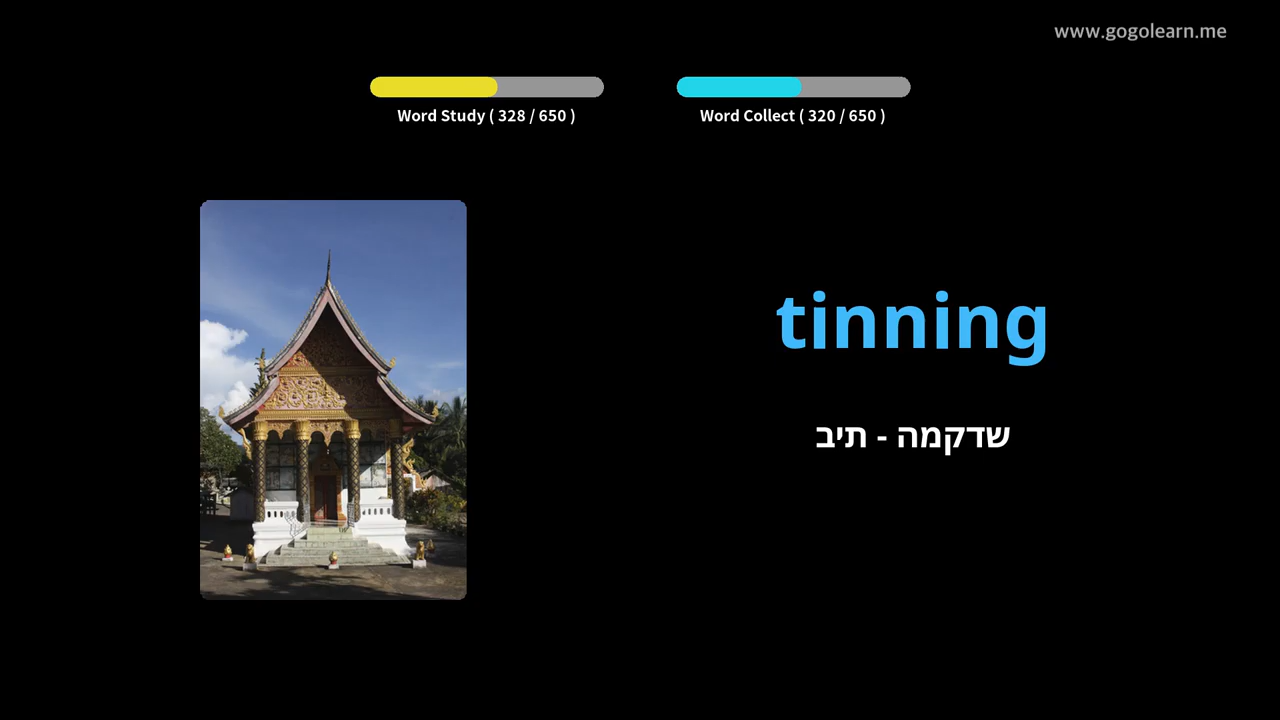 www.gogolearn.me
Word Study ( 328 / 650 )
Word Collect ( 320 / 650 )
tinning
שדקמה - תיב